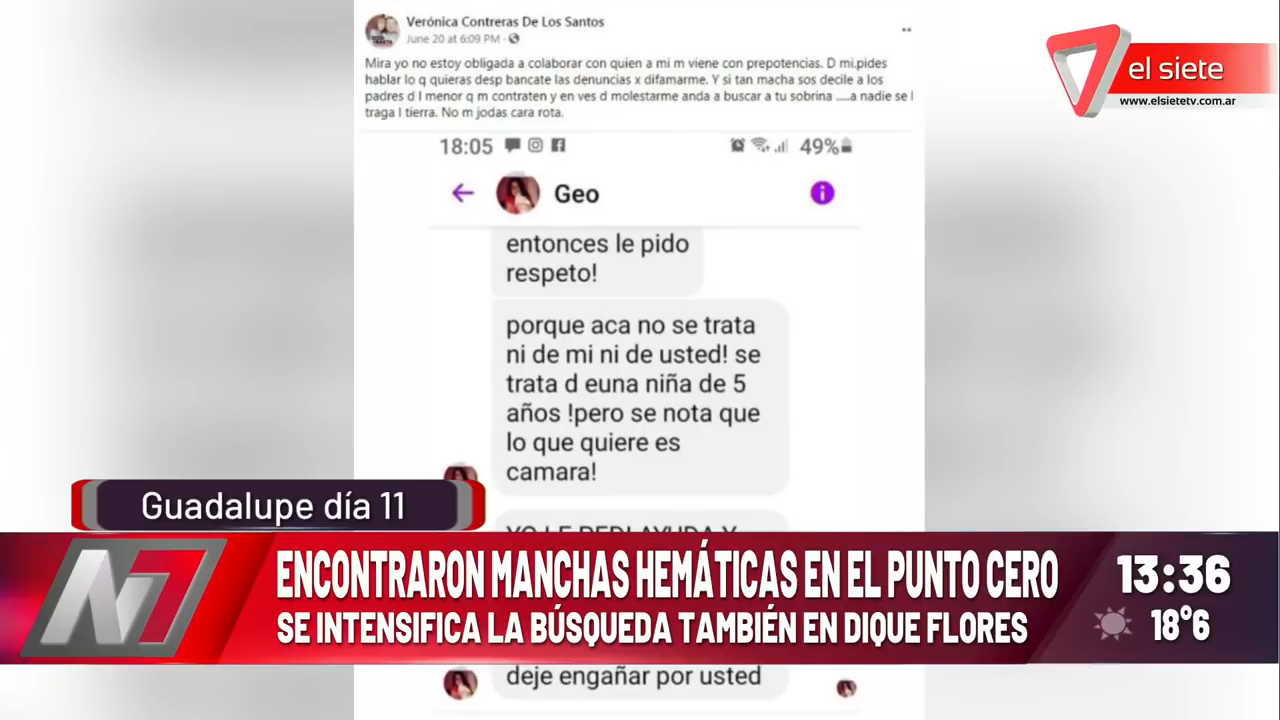 Verónica Contreras De Los Santos
June 20 at 6:09 PM ·
Mira yo no estoy obligada a colaborar con quien a mi m viene con prepotencias. D mi.pides
hablar lo q quieras desp bancate las denuncias x difamarme. Y si tan macha sos decile a los
padres d l menor q m contraten y en ves d molestarme anda a buscar a tu sobrina .....a nadie se l
traga l tierra. No m jodas cara rota.
el siete
www.elsietetv.com.ar
18:05
49%
Geo
entonces le pido
respeto!
porque aca no se trata
ni de mi ni de usted! se
trata d euna niña de 5
años !pero se nota que
lo que quiere es
camara!
Guadalupe día 11
YO LE PEDI AYUDA Y
N7
ENCONTRARON MANCHAS HEMÁTICAS EN EL PUNTO CERO
SE INTENSIFICA LA BÚSQUEDA TAMBIÉN EN DIQUE FLORES
13:36
18°6
deje engañar por usted